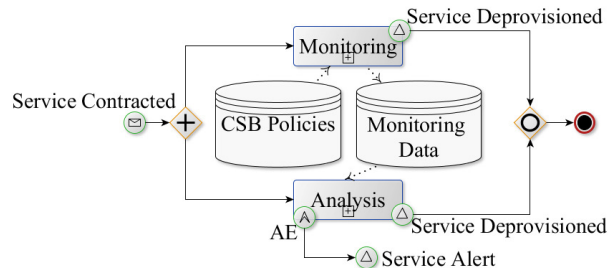 Service Deprovisioned
Monitoring
Service Contracted
CSB Policies
Monitoring
Data
Analysis
AE
Service Deprovisioned
Service Alert